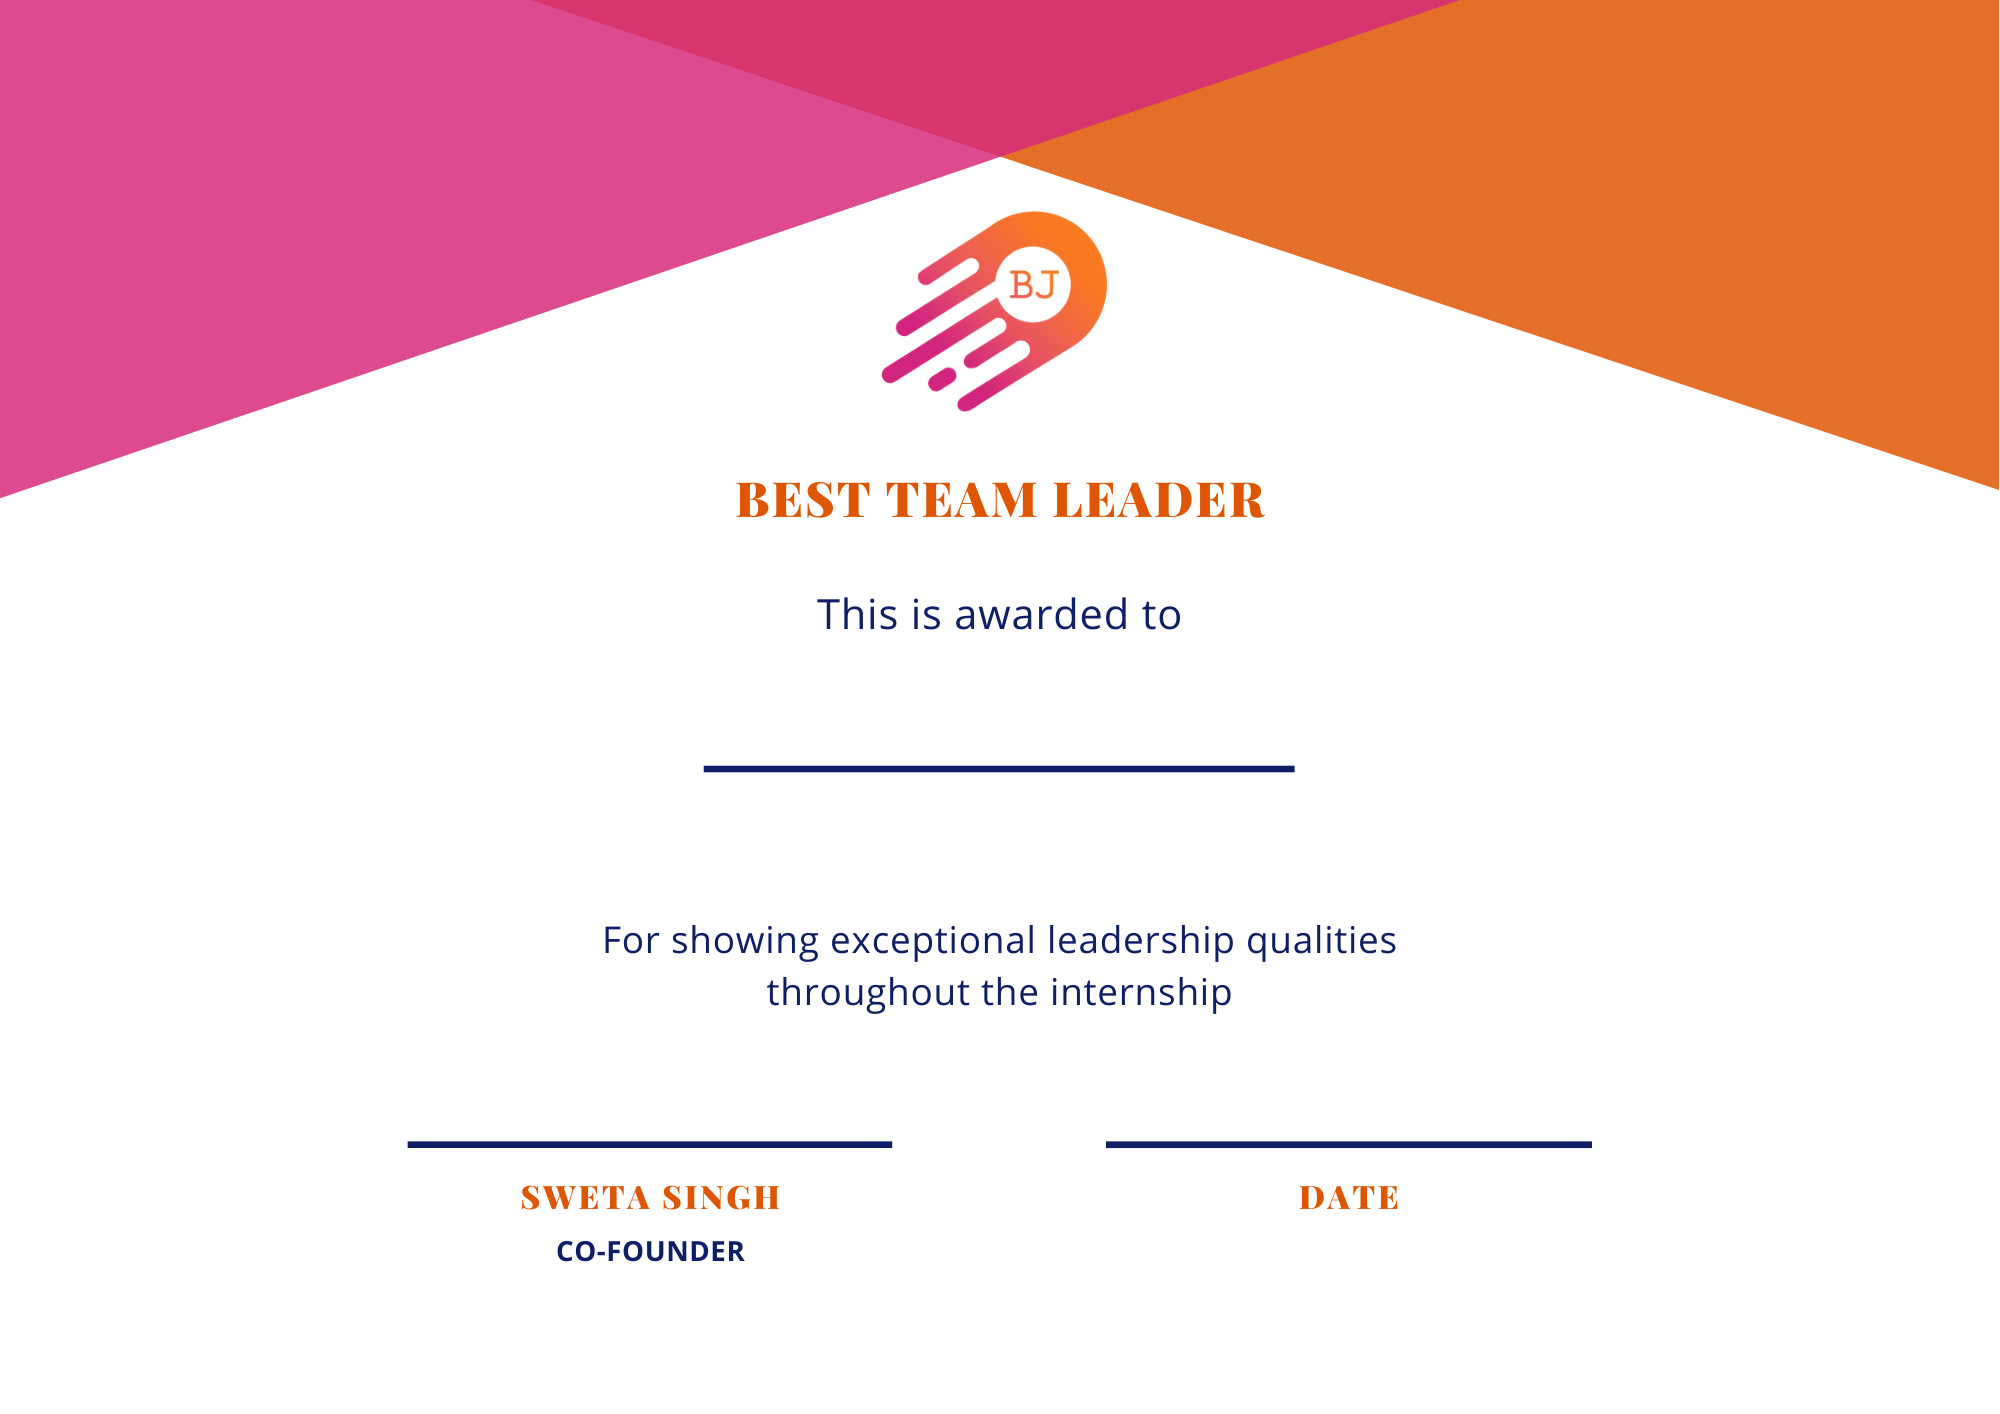 BJ
BEST TEAM LEADER
This is awarded to
For showing exceptional leadership qualities
throughout the internship
SWETA SINGH
CO-FOUNDER
DATE